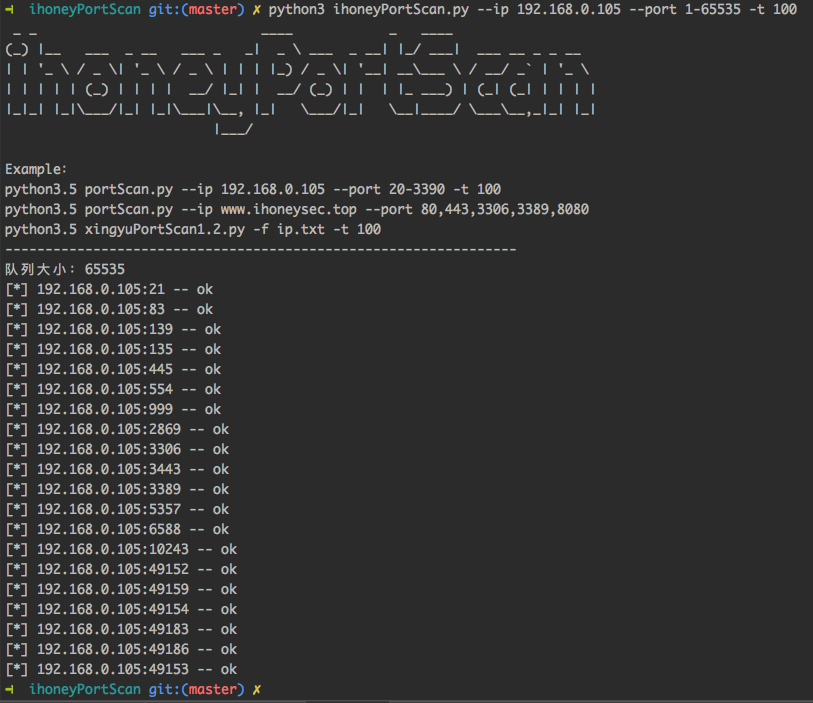 → ihoneyPortScan git:(master) ✗ python3 ihoneyPortScan.py --ip 192.168.0.105 --port 1-65535 -t 100
ihoneyPortScan
Example:
python3.5 portScan.py --ip 192.168.0.105 --port 20-3390 -t 100
python3.5 portScan.py --ip www.ihoneysec.top --port 80,443,3306,3389,8080
python3.5 xingyuPortScan1.2.py -f ip.txt -t 100
----------------------------------------------------------------
队列大小: 65535
[*] 192.168.0.105:21 -- ok
[*] 192.168.0.105:83 -- ok
[*] 192.168.0.105:139 -- ok
[*] 192.168.0.105:135 -- ok
[*] 192.168.0.105:445 -- ok
[*] 192.168.0.105:554 -- ok
[*] 192.168.0.105:999 -- ok
[*] 192.168.0.105:2869 -- ok
[*] 192.168.0.105:3306 -- ok
[*] 192.168.0.105:3443 -- ok
[*] 192.168.0.105:3389 -- ok
[*] 192.168.0.105:5357 -- ok
[*] 192.168.0.105:6588 -- ok
[*] 192.168.0.105:10243 -- ok
[*] 192.168.0.105:49152 -- ok
[*] 192.168.0.105:49159 -- ok
[*] 192.168.0.105:49154 -- ok
[*] 192.168.0.105:49183 -- ok
[*] 192.168.0.105:49186 -- ok
[*] 192.168.0.105:49153 -- ok
→ ihoneyPortScan git:(master) ✗